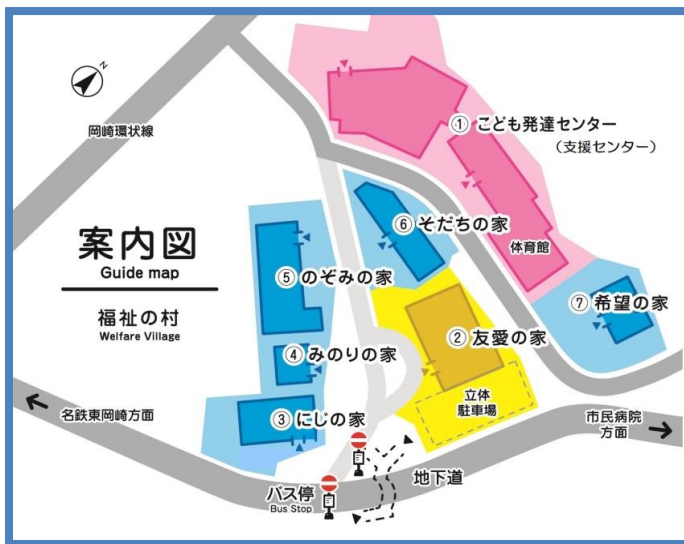 N
岡崎環状線
① こども発達センター
（支援センター）
体育館
⑥ そだちの家
案内図
Guide map
福祉の村
Welfare Village
⑤ のぞみの家
⑦ 希望の家
② 友愛の家
④ みのりの家
立体
駐車場
③ にじの家
名鉄東岡崎方面
市民病院
方面
地下道
バス停
Bus Stop